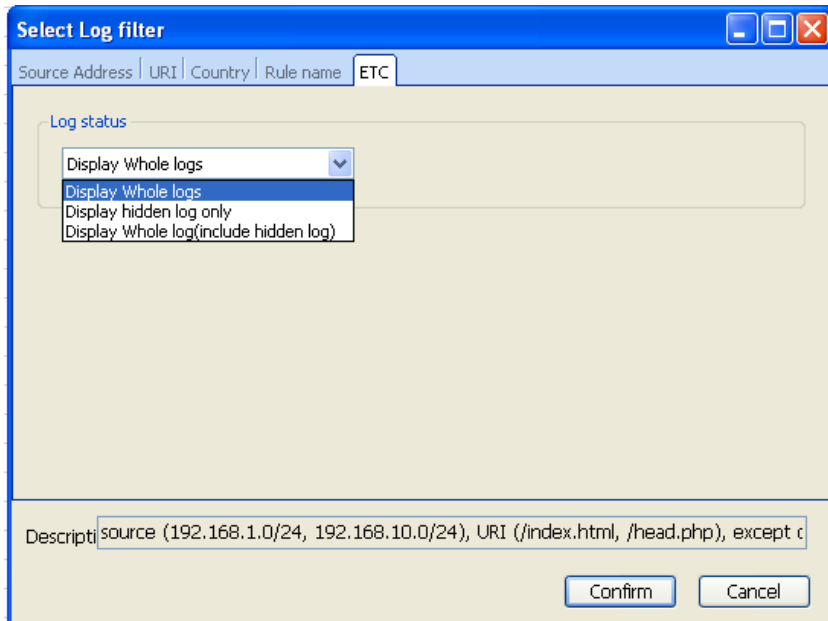 Select Log filter
Source Address URI Country Rule name ETC
Log status
Display Whole logs
Display Whole logs
Display hidden log only
Display Whole log(include hidden log)
Descripti source (192.168.1.0/24, 192.168.10.0/24), URI (/index.html, /head.php), except c
Confirm Cancel